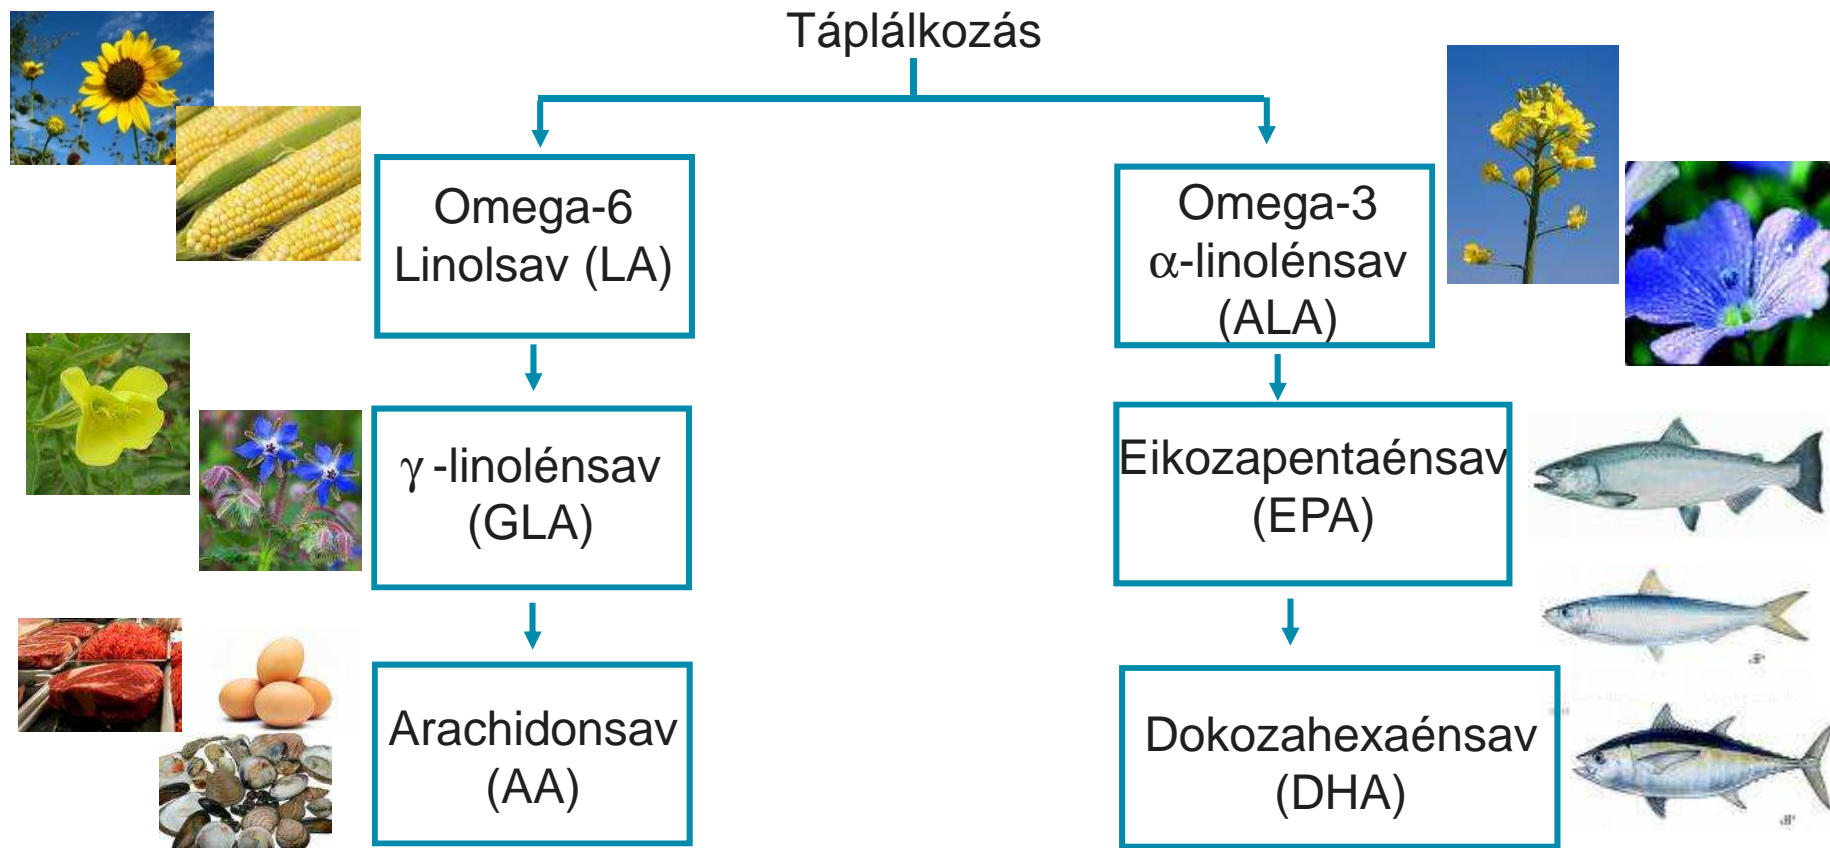 Táplálkozás
Omega-6
Linolsav (LA)
Omega-3
α-linolénsav
(ALA)
γ -linolénsav
(GLA)
Eikozapentaénsav
(EPA)
Arachidonsav
(AA)
Dokozahexaénsav
(DHA)